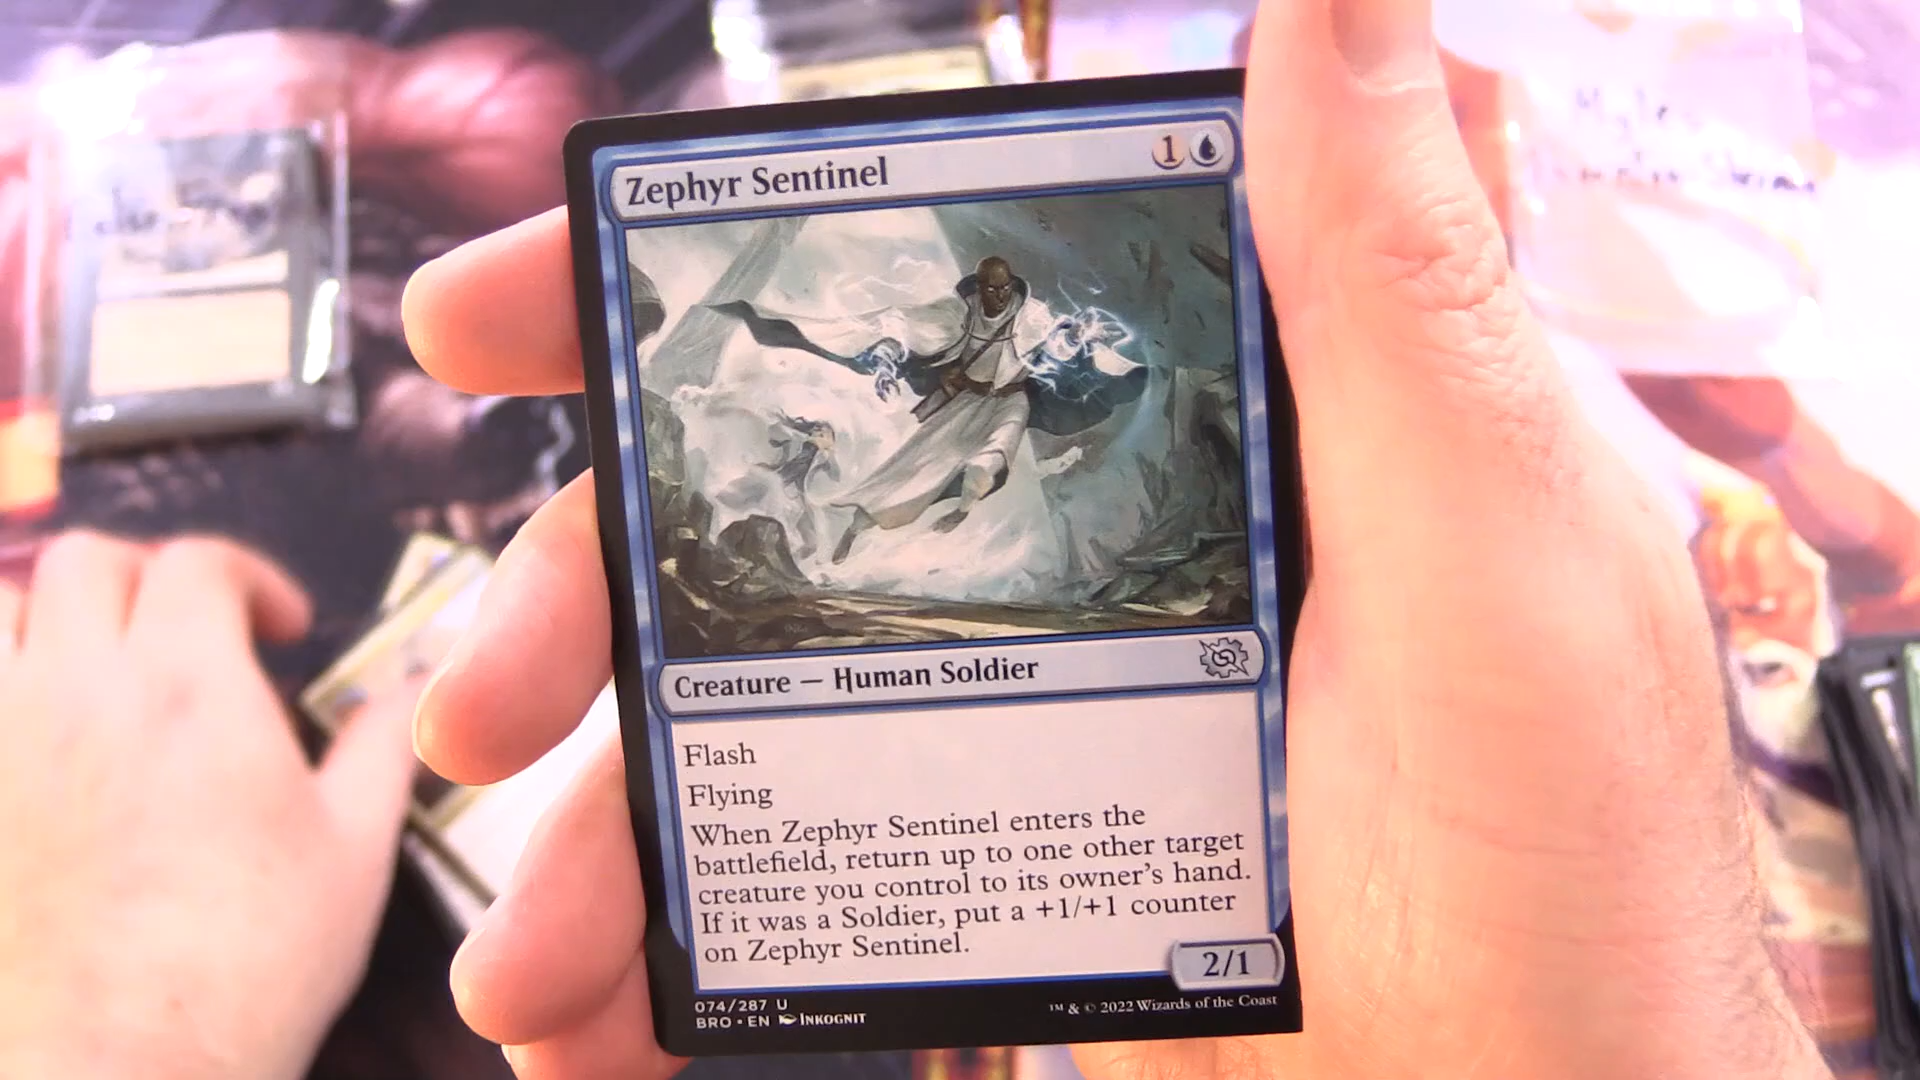 Zephyr Sentinel 1
Creature — Human Soldier
Flash
Flying
When Zephyr Sentinel enters the
battlefield, return up to one other target
creature you control to its owner's hand.
If it was a Soldier, put a +1/+1 counter
on Zephyr Sentinel.
2/1
074/287 U
BRO • EN INKOGNIT
™ & © 2022 Wizards of the Coast